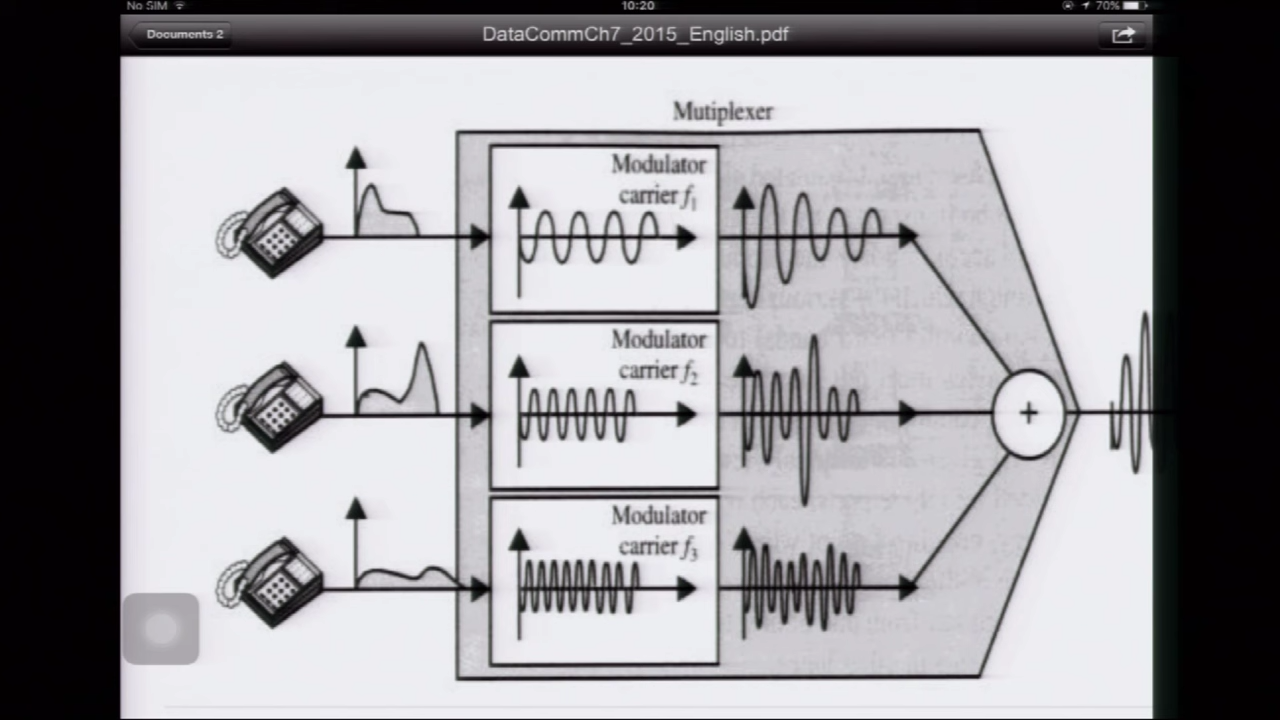 No SIM
10:20
70%
Documents 2
DataCommCh7_2015_English.pdf
Mutiplexer
Modulator
carrier f1
Modulator
carrier f2
+
Modulator
carrier f3